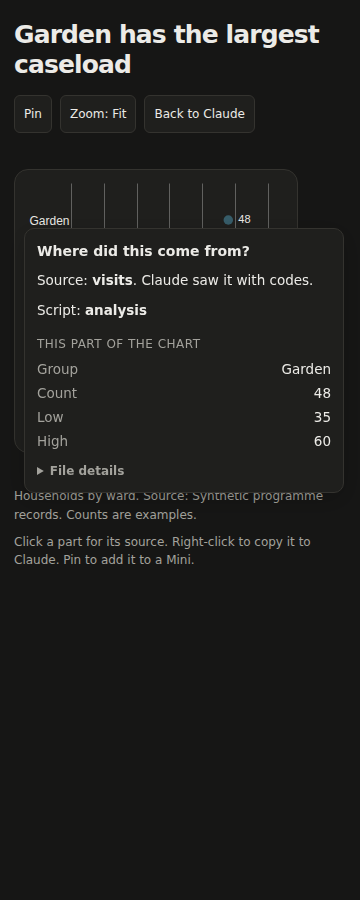 Garden has the largest
caseload
Pin
Zoom: Fit
Back to Claude
Garden
48
Where did this come from?
Source: visits. Claude saw it with codes.
Script: analysis
THIS PART OF THE CHART
Group Garden
Count 48
Low 35
High 60
File details
Households by ward. Source: Synthetic programme
records. Counts are examples.
Click a part for its source. Right-click to copy it to
Claude. Pin to add it to a Mini.